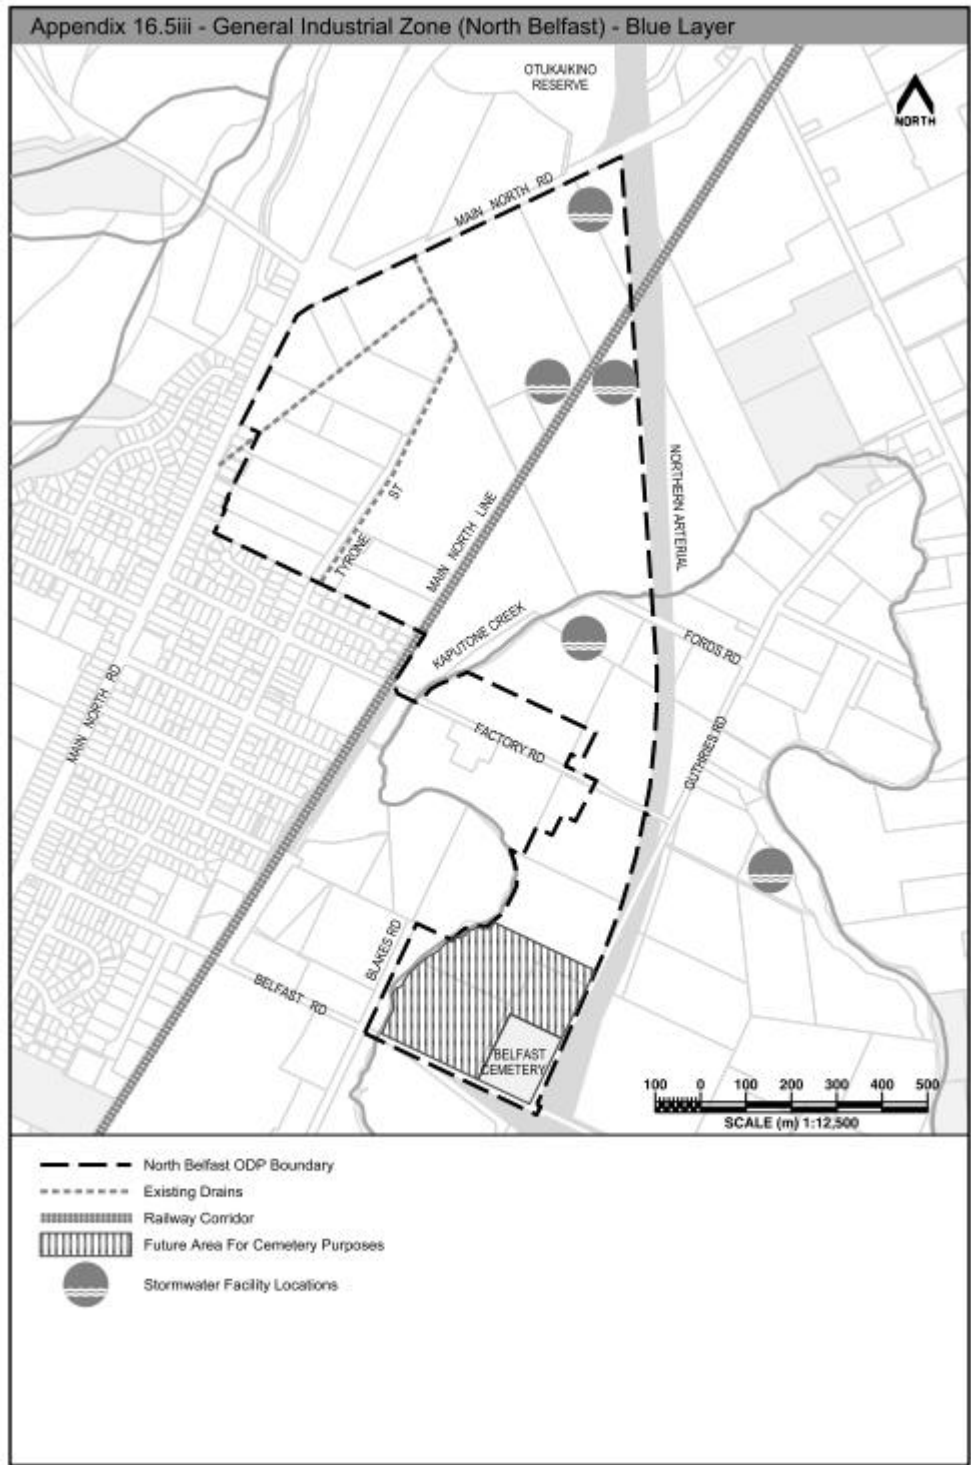 Appendix 16.5iii - General Industrial Zone (North Belfast) - Blue Layer
OTUKAIKINO
RESERVE
NORTH
MAIN NORTH RD
NORTHERN ARTERIAL
TYRONE ST
MAIN NORTH LINE
KAPUTONE CREEK
FORDS RD
MAIN NORTH RD
FACTORY RD
GUTHRIES RD
BLAKES RD
BELFAST RD
BELFAST
CEMETERY
100 0 100 200 300 400 500
SCALE (m) 1:12,500
North Belfast ODP Boundary
Existing Drains
Railway Corridor
Future Area For Cemetery Purposes
Stormwater Facility Locations